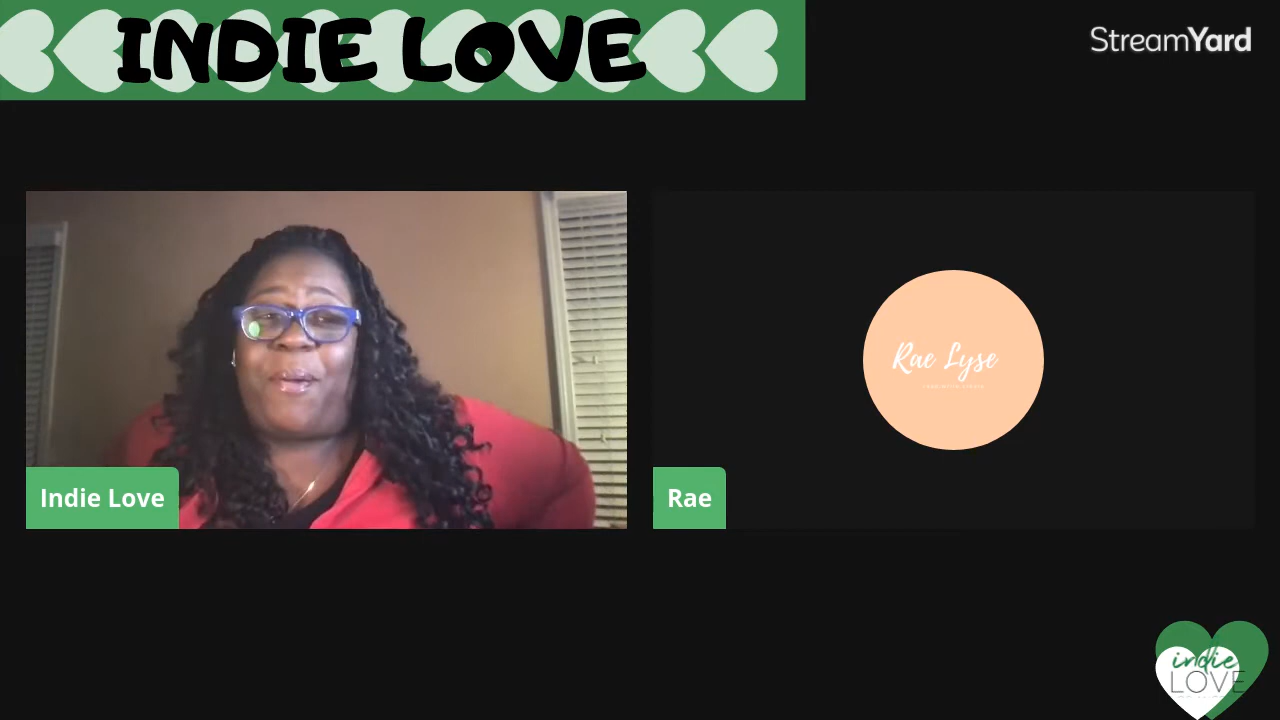 INDIE LOVE
StreamYard
Rae Lyse
Indie Love
Rae
indie
LOVE